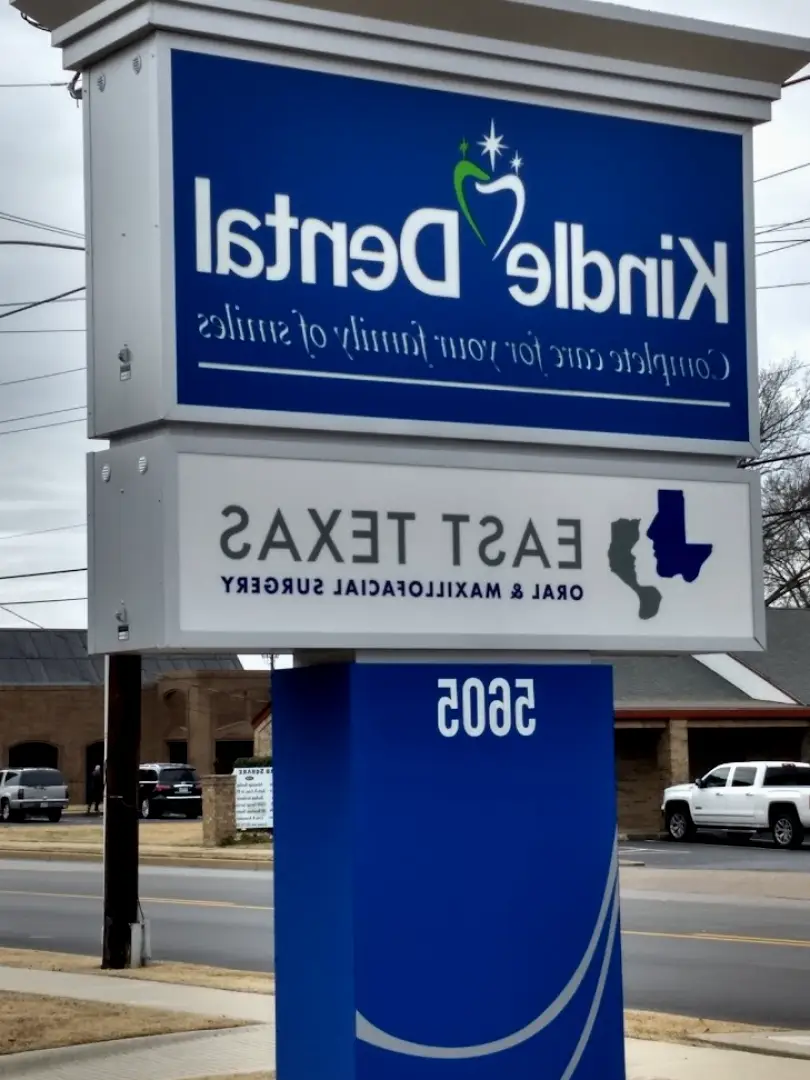 Kindle Dental
Complete care for your family of smiles
EAST TEXAS
ORAL & MAXILLOFACIAL SURGERY
5605